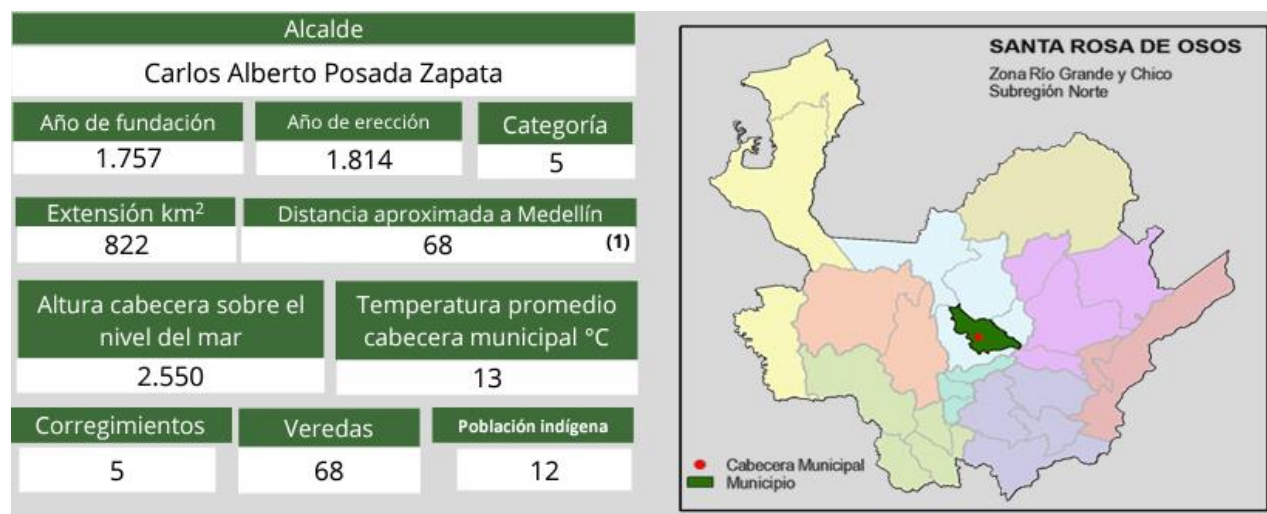 Alcalde
Carlos Alberto Posada Zapata
Año de fundación
1.757
Año de erección
1.814
Categoría
5
Extensión km²
822
Distancia aproximada a Medellín
68
(1)
Altura cabecera sobre el
nivel del mar
2.550
Temperatura promedio
cabecera municipal °C
13
Corregimientos
5
Veredas
68
Población indígena
12
SANTA ROSA DE OSOS
Zona Río Grande y Chico
Subregión Norte
Cabecera Municipal
Municipio